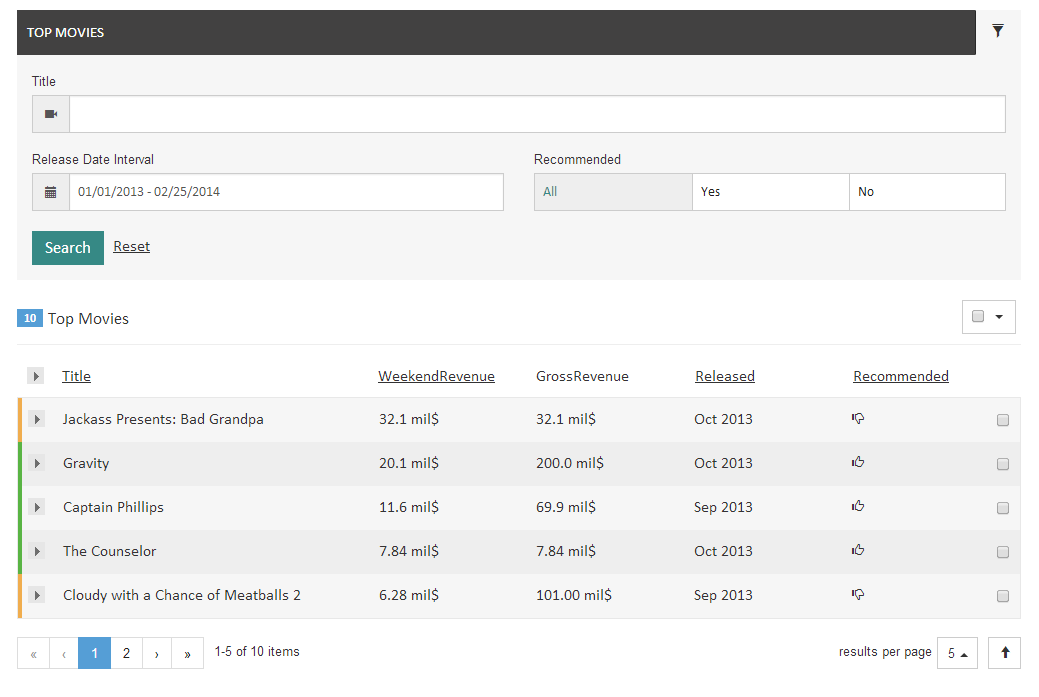 TOP MOVIES
Title
Release Date Interval
Recommended
01/01/2013 - 02/25/2014
All Yes No
Search Reset
10 Top Movies
Title WeekendRevenue GrossRevenue Released Recommended
Jackass Presents: Bad Grandpa 32.1 mil$ 32.1 mil$ Oct 2013
Gravity 20.1 mil$ 200.0 mil$ Oct 2013
Captain Phillips 11.6 mil$ 69.9 mil$ Sep 2013
The Counselor 7.84 mil$ 7.84 mil$ Oct 2013
Cloudy with a Chance of Meatballs 2 6.28 mil$ 101.00 mil$ Sep 2013
« ‹ 1 2 › » 1-5 of 10 items results per page 5